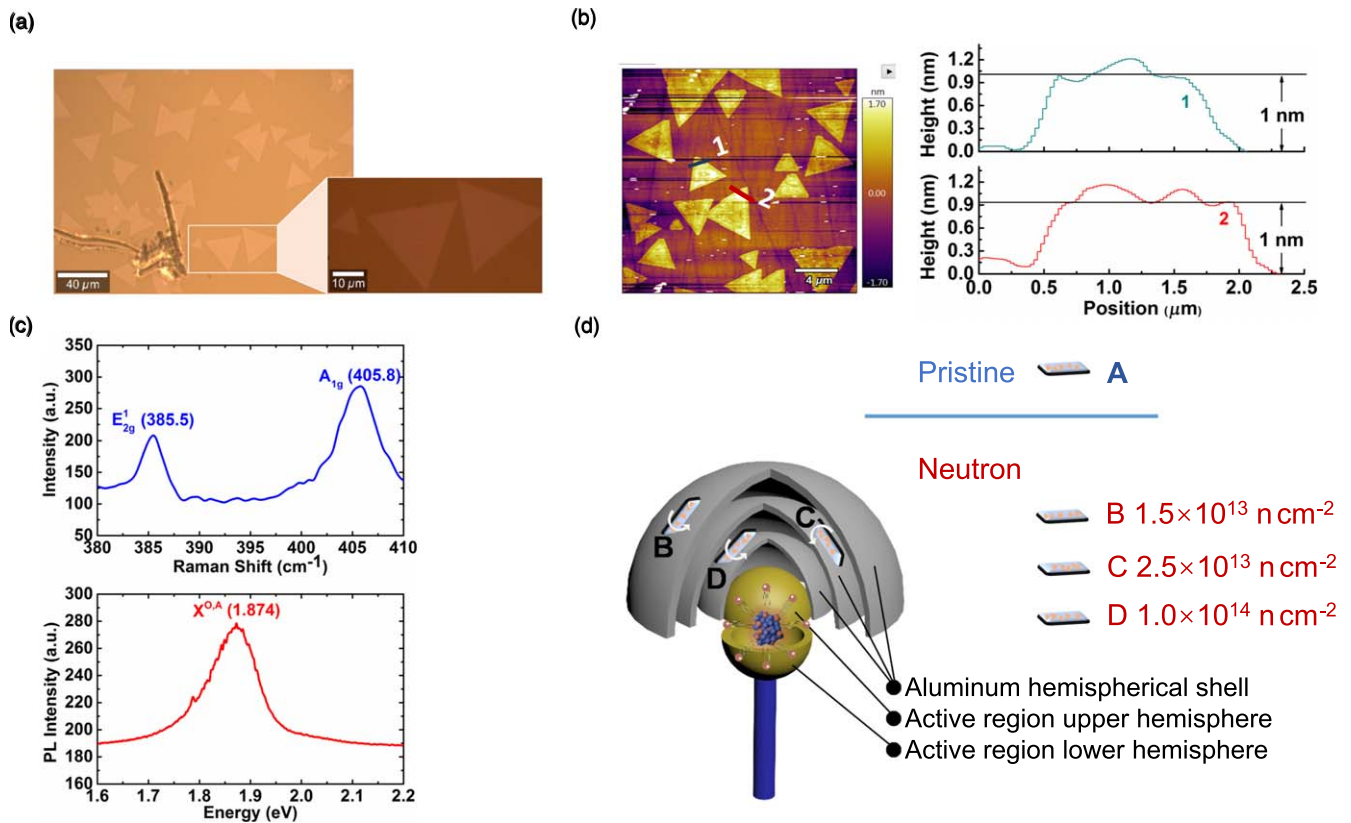 (a)
40 µm
10 µm
(b)
1
2
4 µm
nm
1.70
0.00
-1.70
Height (nm)
1.2
0.9
0.6
0.3
0.0
1
1 nm
Height (nm)
1.2
0.9
0.6
0.3
0.0
2
1 nm
0.0 0.5 1.0 1.5 2.0 2.5
Position (µm)
(c)
Intensity (a.u.)
350
300
250
200
150
100
50
E¹2g (385.5)
A1g (405.8)
380 385 390 395 400 405 410
Raman Shift (cm⁻¹)
PL Intensity (a.u.)
300
280
260
240
220
200
180
160
X^O,A (1.874)
1.6 1.7 1.8 1.9 2.0 2.1 2.2
Energy (eV)
(d)
Pristine A
Neutron
B 1.5×10¹³ n cm⁻²
C 2.5×10¹³ n cm⁻²
D 1.0×10¹⁴ n cm⁻²
B
C
D
Aluminum hemispherical shell
Active region upper hemisphere
Active region lower hemisphere